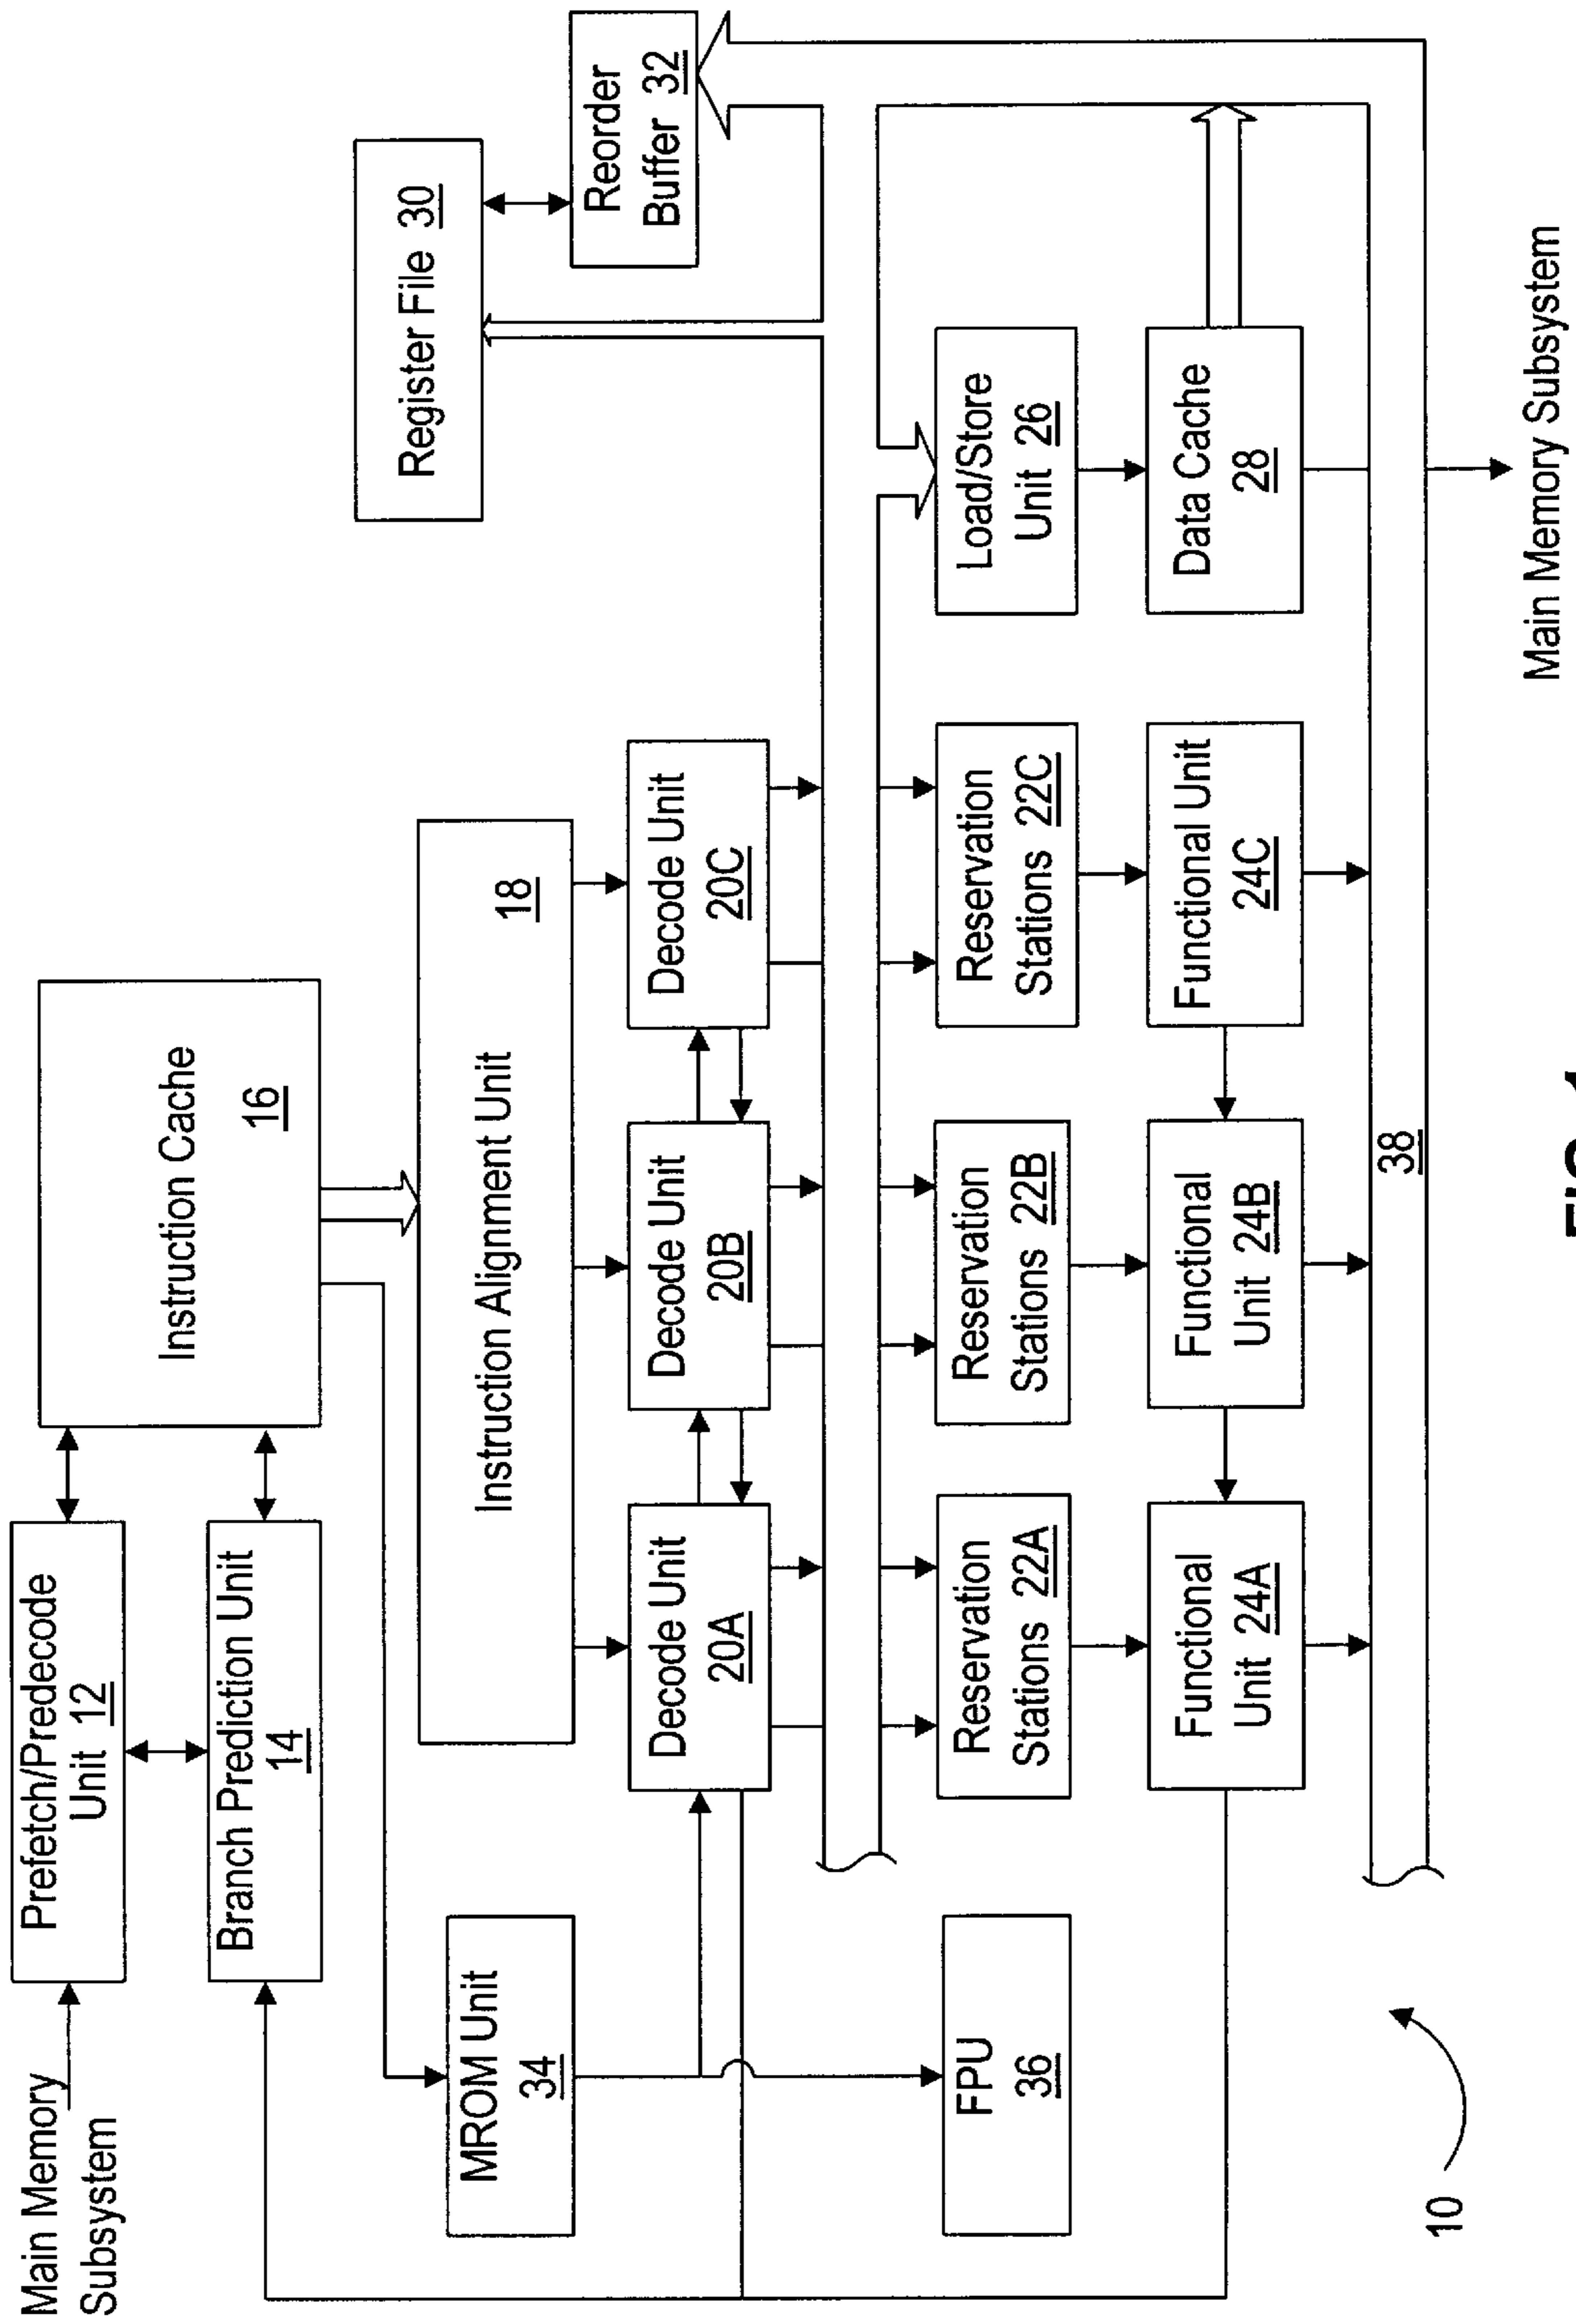 Main Memory
Subsystem
Prefetch/Predecode
Unit 12
Branch Prediction Unit
14
Instruction Cache
16
Register File 30
Reorder
Buffer 32
MROM Unit
34
Instruction Alignment Unit
18
Decode Unit
20A
Decode Unit
20B
Decode Unit
20C
FPU
36
Reservation
Stations 22A
Reservation
Stations 22B
Reservation
Stations 22C
Load/Store
Unit 26
Functional
Unit 24A
Functional
Unit 24B
Functional Unit
24C
Data Cache
28
38
10
Main Memory Subsystem